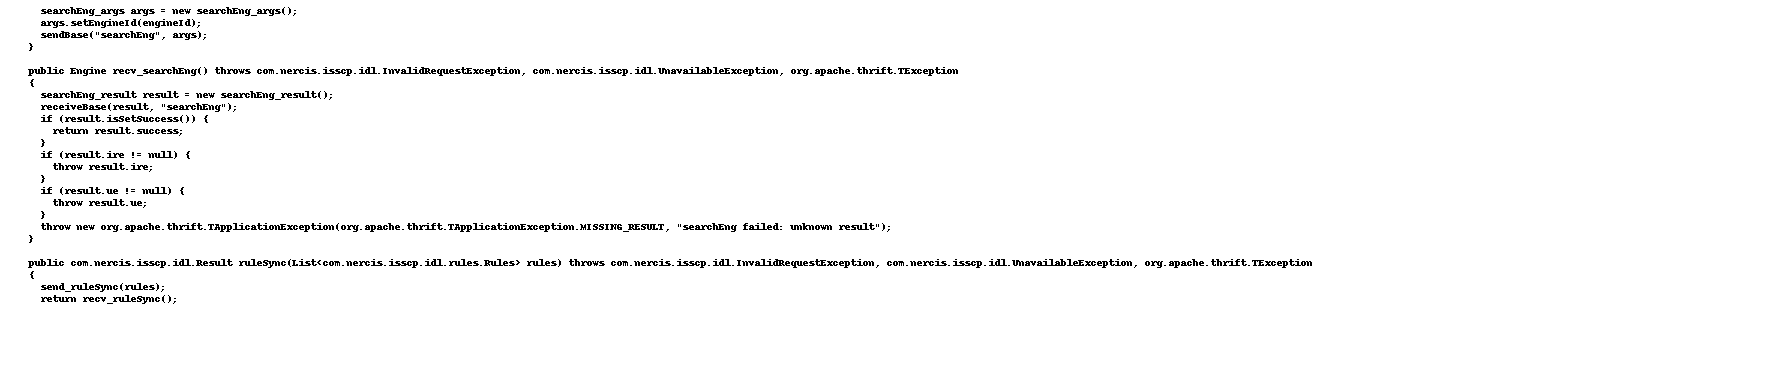 searchEng_args args = new searchEng_args();
args.setEngineId(engineId);
sendBase("searchEng", args);
}
public Engine recv_searchEng() throws com.nercis.isscp.idl.InvalidRequestException, com.nercis.isscp.idl.UnavailableException, org.apache.thrift.TException
{
searchEng_result result = new searchEng_result();
receiveBase(result, "searchEng");
if (result.isSetSuccess()) {
return result.success;
}
if (result.ire != null) {
throw result.ire;
}
if (result.ue != null) {
throw result.ue;
}
throw new org.apache.thrift.TApplicationException(org.apache.thrift.TApplicationException.MISSING_RESULT, "searchEng failed: unknown result");
}
public com.nercis.isscp.idl.Result ruleSync(List<com.nercis.isscp.idl.rules.Rules> rules) throws com.nercis.isscp.idl.InvalidRequestException, com.nercis.isscp.idl.UnavailableException, org.apache.thrift.TException
{
send_ruleSync(rules);
return recv_ruleSync();